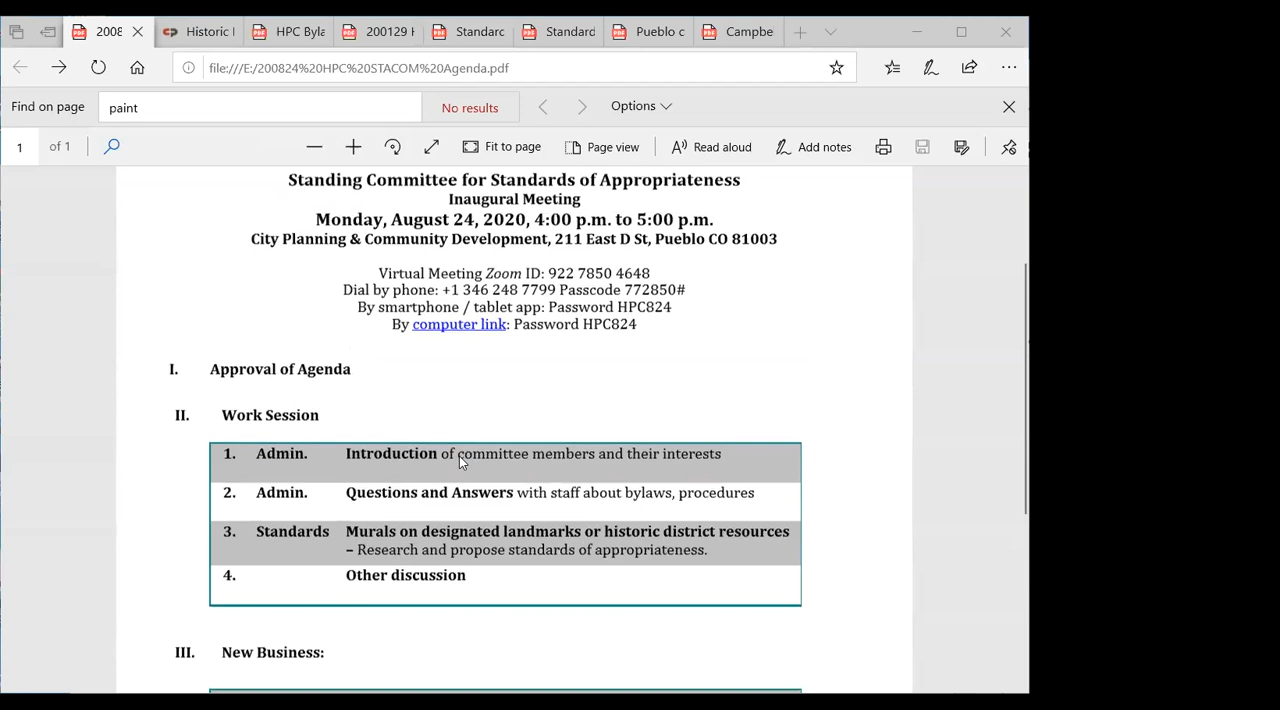 2008
Historic I
HPC Byla
200129 H
Standarc
Standard
Pueblo c
Campbe
file:///E:/200824%20HPC%20STACOM%20Agenda.pdf
Find on page
paint
No results
Options
1
of 1
Fit to page
Page view
Read aloud
Add notes
Standing Committee for Standards of Appropriateness
Inaugural Meeting
Monday, August 24, 2020, 4:00 p.m. to 5:00 p.m.
City Planning & Community Development, 211 East D St, Pueblo CO 81003
Virtual Meeting Zoom ID: 922 7850 4648
Dial by phone: +1 346 248 7799 Passcode 772850#
By smartphone / tablet app: Password HPC824
By computer link: Password HPC824
I. Approval of Agenda
II. Work Session
1. Admin. Introduction of committee members and their interests
2. Admin. Questions and Answers with staff about bylaws, procedures
3. Standards Murals on designated landmarks or historic district resources
– Research and propose standards of appropriateness.
4. Other discussion
III. New Business: